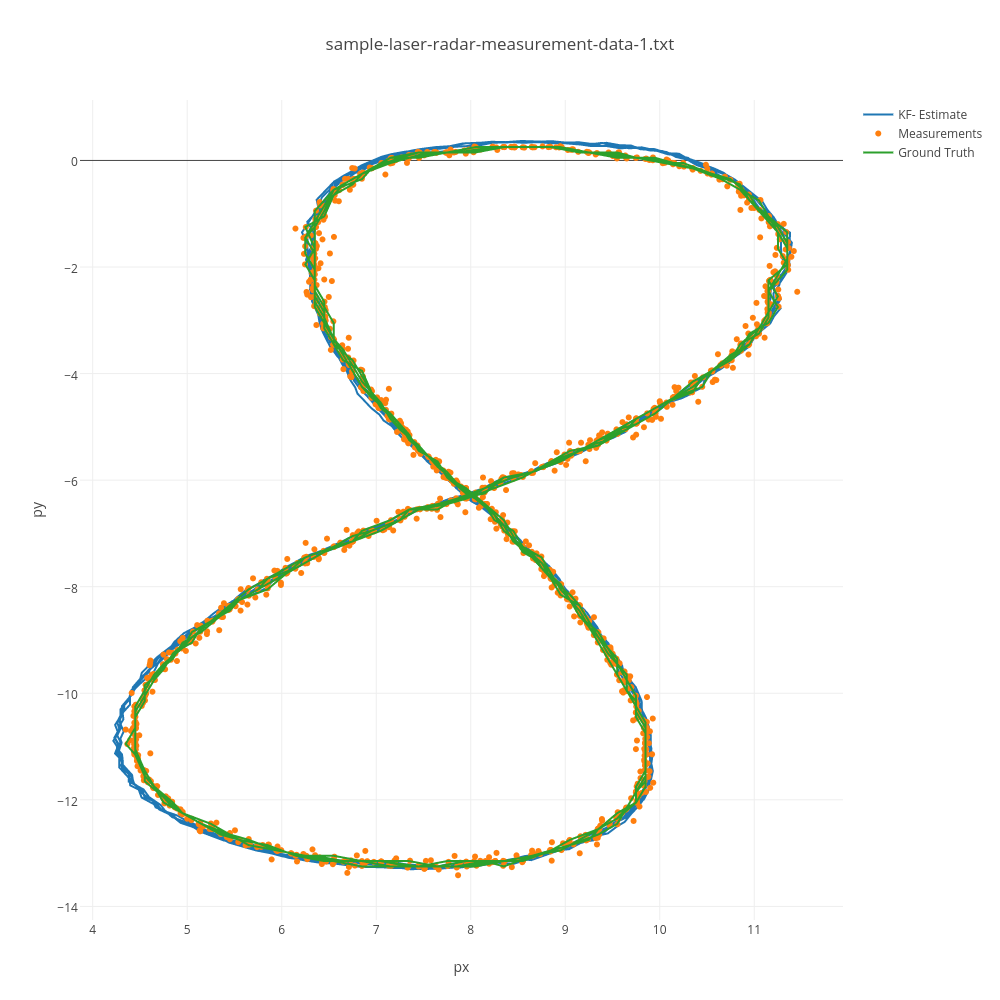 sample-laser-radar-measurement-data-1.txt
KF- Estimate
Measurements
Ground Truth
0
−2
−4
−6
−8
−10
−12
−14
py
4 5 6 7 8 9 10 11
px